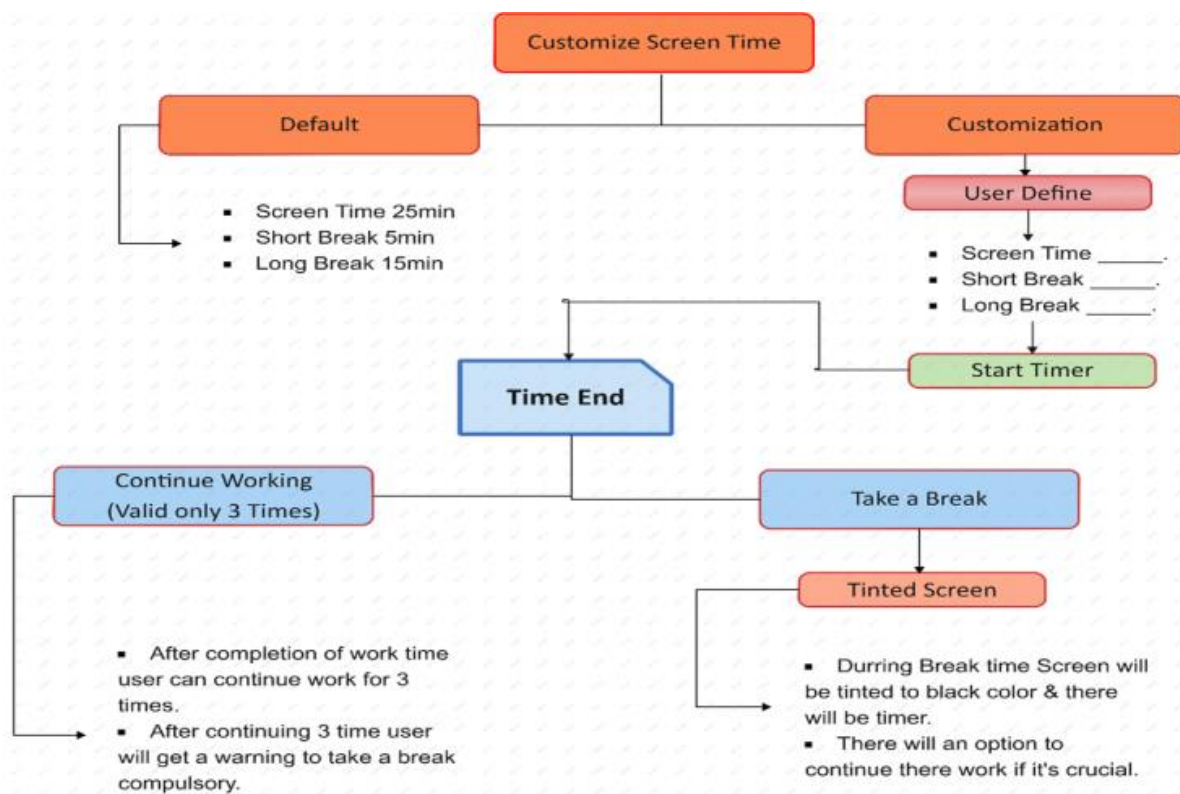 Customize Screen Time
Default
Customization
User Define
▪ Screen Time 25min
▪ Short Break 5min
▪ Long Break 15min
▪ Screen Time _____.
▪ Short Break _____.
▪ Long Break _____.
Start Timer
Time End
Continue Working
(Valid only 3 Times)
Take a Break
Tinted Screen
▪ After completion of work time
user can continue work for 3
times.
▪ After continuing 3 time user
will get a warning to take a break
compulsory.
▪ Durring Break time Screen will
be tinted to black color & there
will be timer.
▪ There will an option to
continue there work if it's crucial.